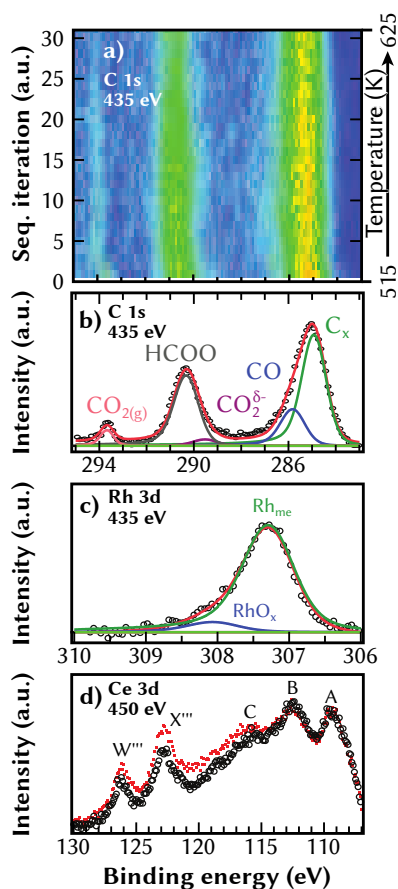 a)
C 1s
435 eV
Seq. iteration (a.u.)
30
25
20
15
10
5
0
625
Temperature (K)
515
b) C 1s
435 eV
Intensity (a.u.)
CO2(g)
HCOO
CO2δ-
CO
Cx
294 290 286
c) Rh 3d
435 eV
Intensity (a.u.)
Rhme
RhOx
310 309 308 307 306
d) Ce 3d
450 eV
Intensity (a.u.)
W''' X''' C B A
130 120 110
Binding energy (eV)